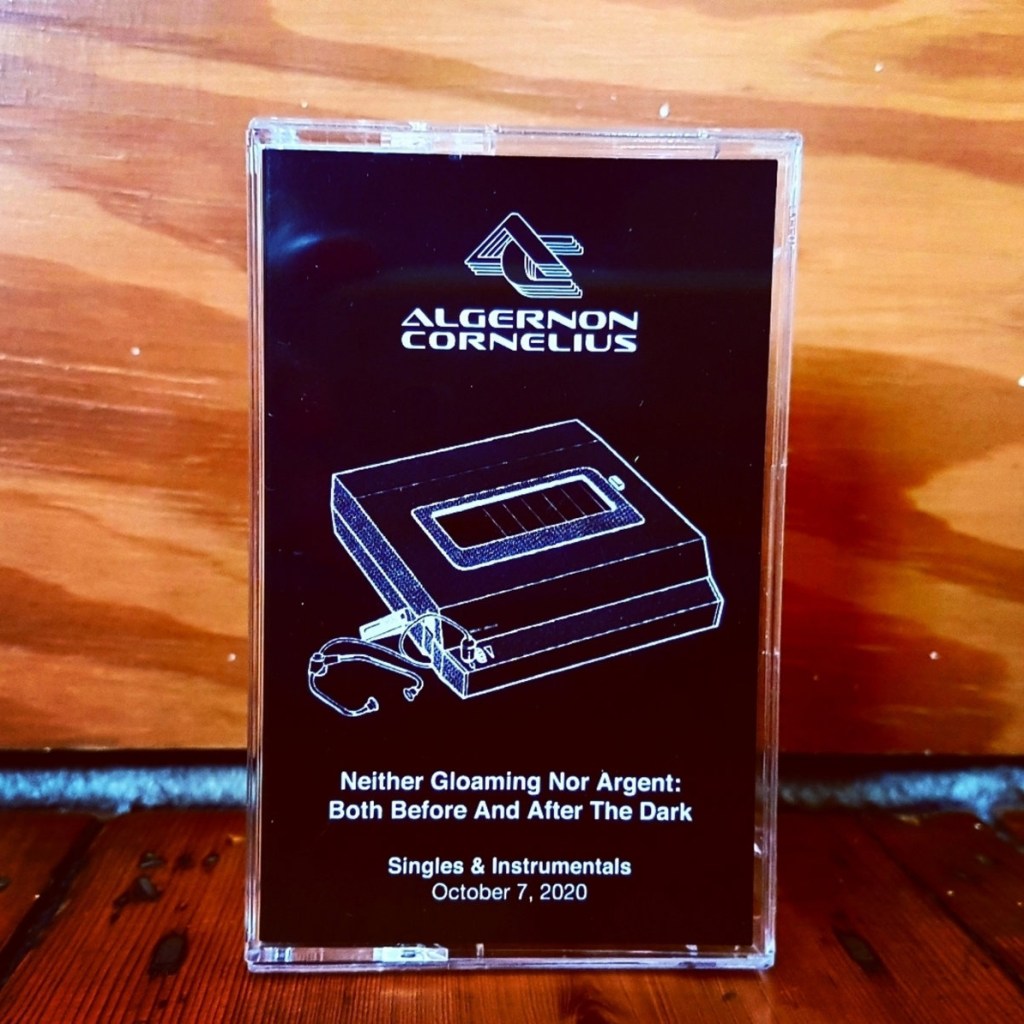 ALGERNON
CORNELIUS
Neither Gloaming Nor Argent:
Both Before And After The Dark
Singles & Instrumentals
October 7, 2020